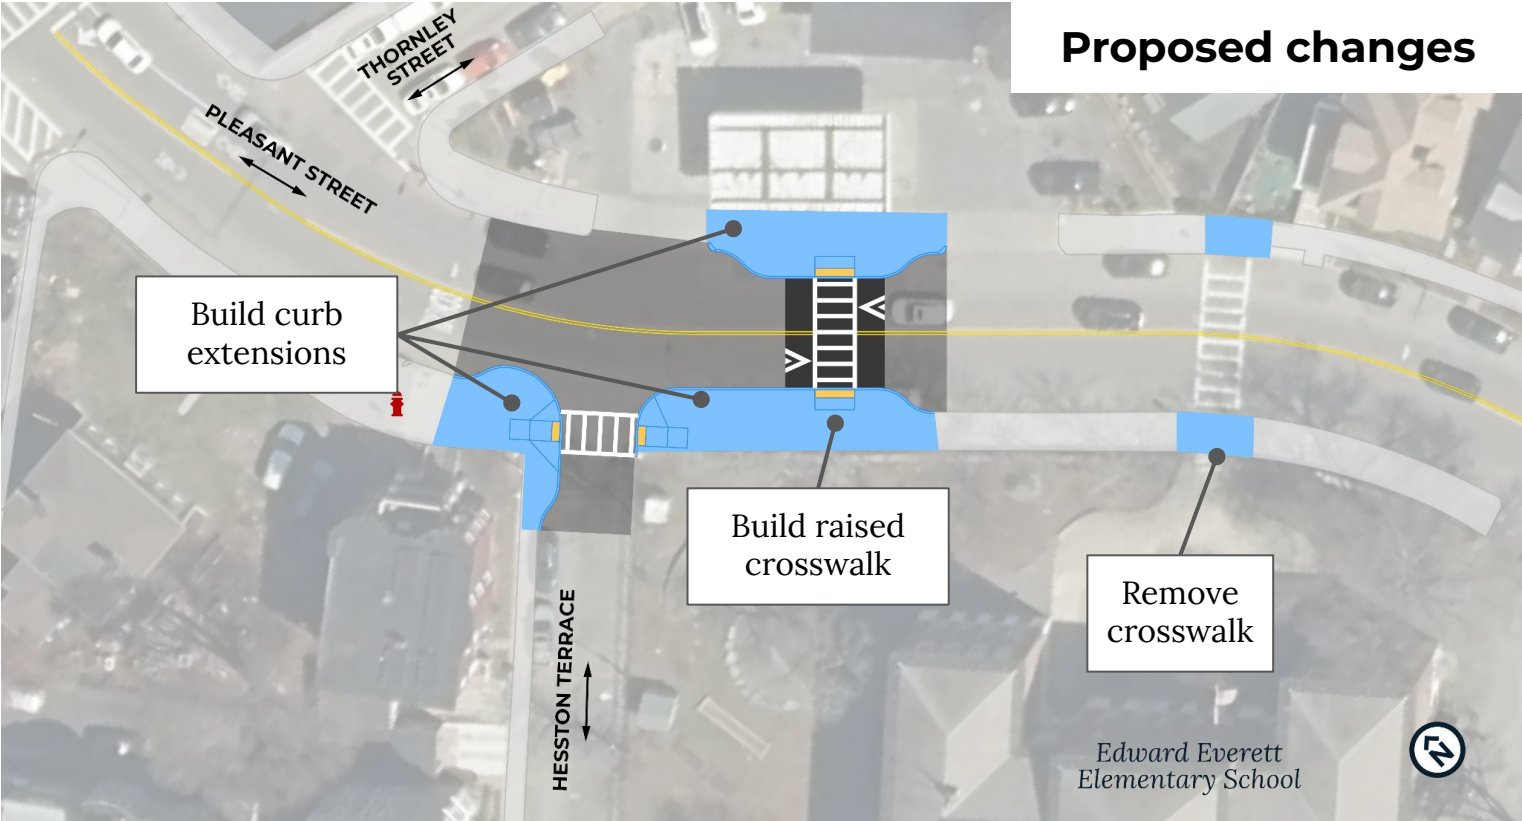 Proposed changes
THORNLEY
STREET
PLEASANT STREET
Build curb
extensions
Build raised
crosswalk
Remove
crosswalk
HESSTON TERRACE
Edward Everett
Elementary School
N